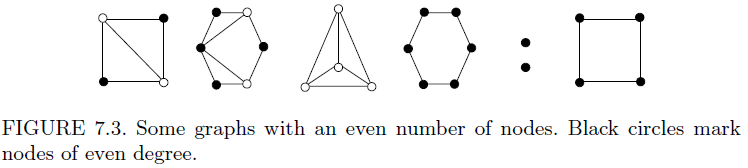 FIGURE 7.3. Some graphs with an even number of nodes. Black circles mark
nodes of even degree.